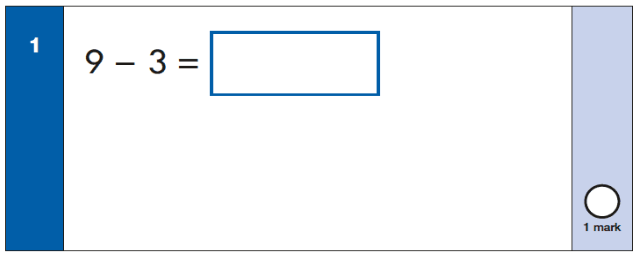 1
9 – 3 =
1 mark